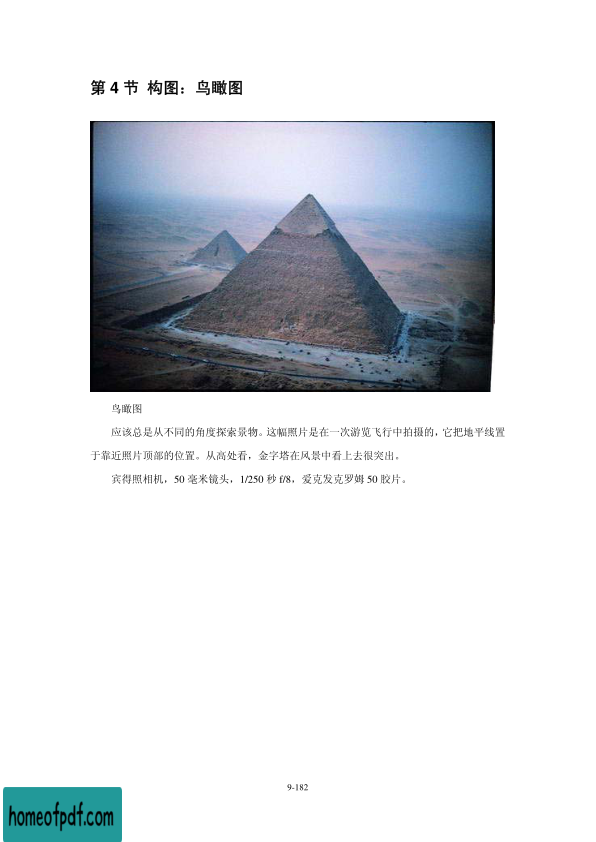 第 4 节 构图：鸟瞰图
鸟瞰图
应该总是从不同的角度探索景物。这幅照片是在一次游览飞行中拍摄的，它把地平线置
于靠近照片顶部的位置。从高处看，金字塔在风景中看上去很突出。
宾得照相机，50 毫米镜头，1/250 秒 f/8，爱克发克罗姆 50 胶片。
9-182
homeofpdf.com